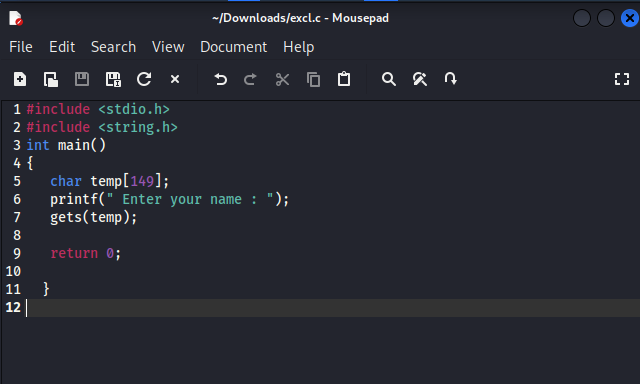 ~/Downloads/excl.c - Mousepad
File Edit Search View Document Help
1 #include <stdio.h>
2 #include <string.h>
3 int main()
4 {
5    char temp[149];
6    printf(" Enter your name : ");
7    gets(temp);
8
9    return 0;
10
11   }
12